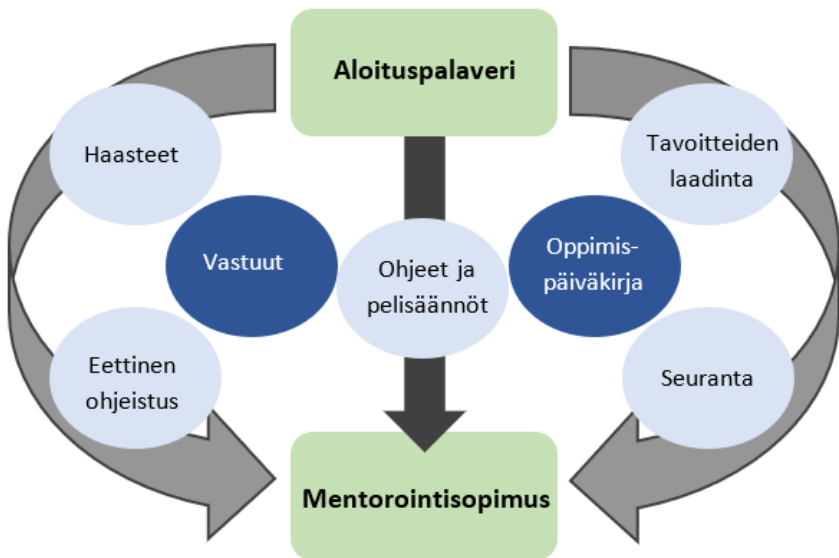 Aloituspalaveri
Haasteet
Tavoitteiden
laadinta
Vastuut
Ohjeet ja
pelisäännöt
Oppimis-
päiväkirja
Eettinen
ohjeistus
Seuranta
Mentorointisopimus